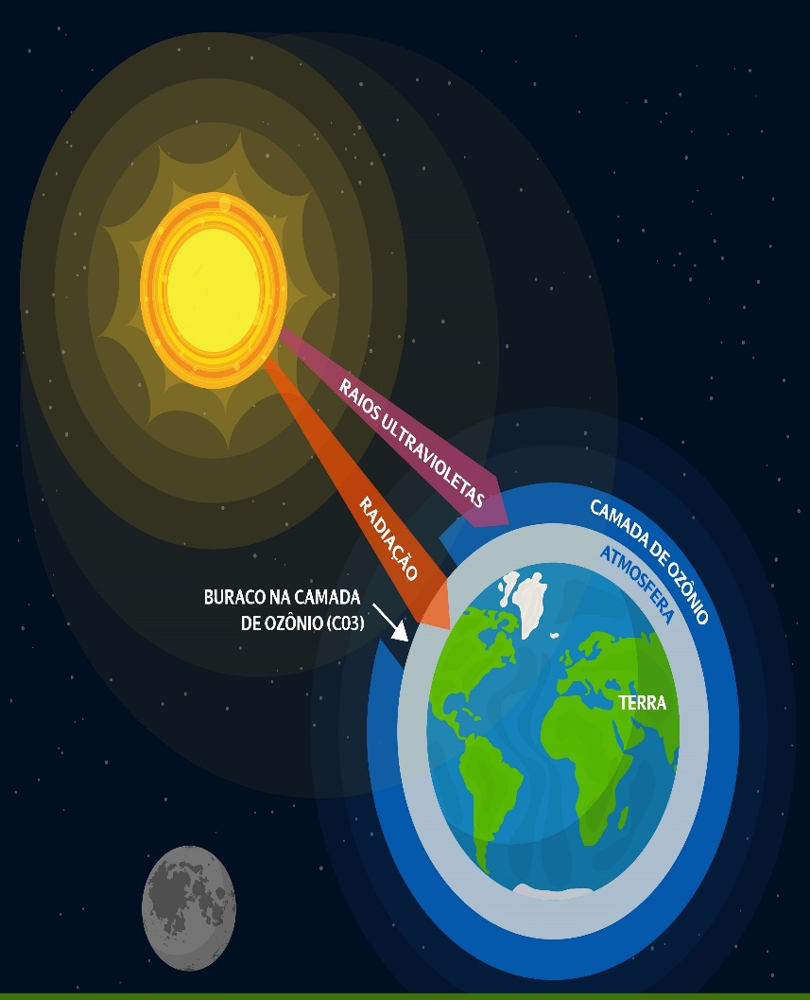 RAIOS ULTRAVIOLETAS
RADIAÇÃO
CAMADA DE OZÔNIO
ATMOSFERA
BURACO NA CAMADA
DE OZÔNIO (C03)
TERRA